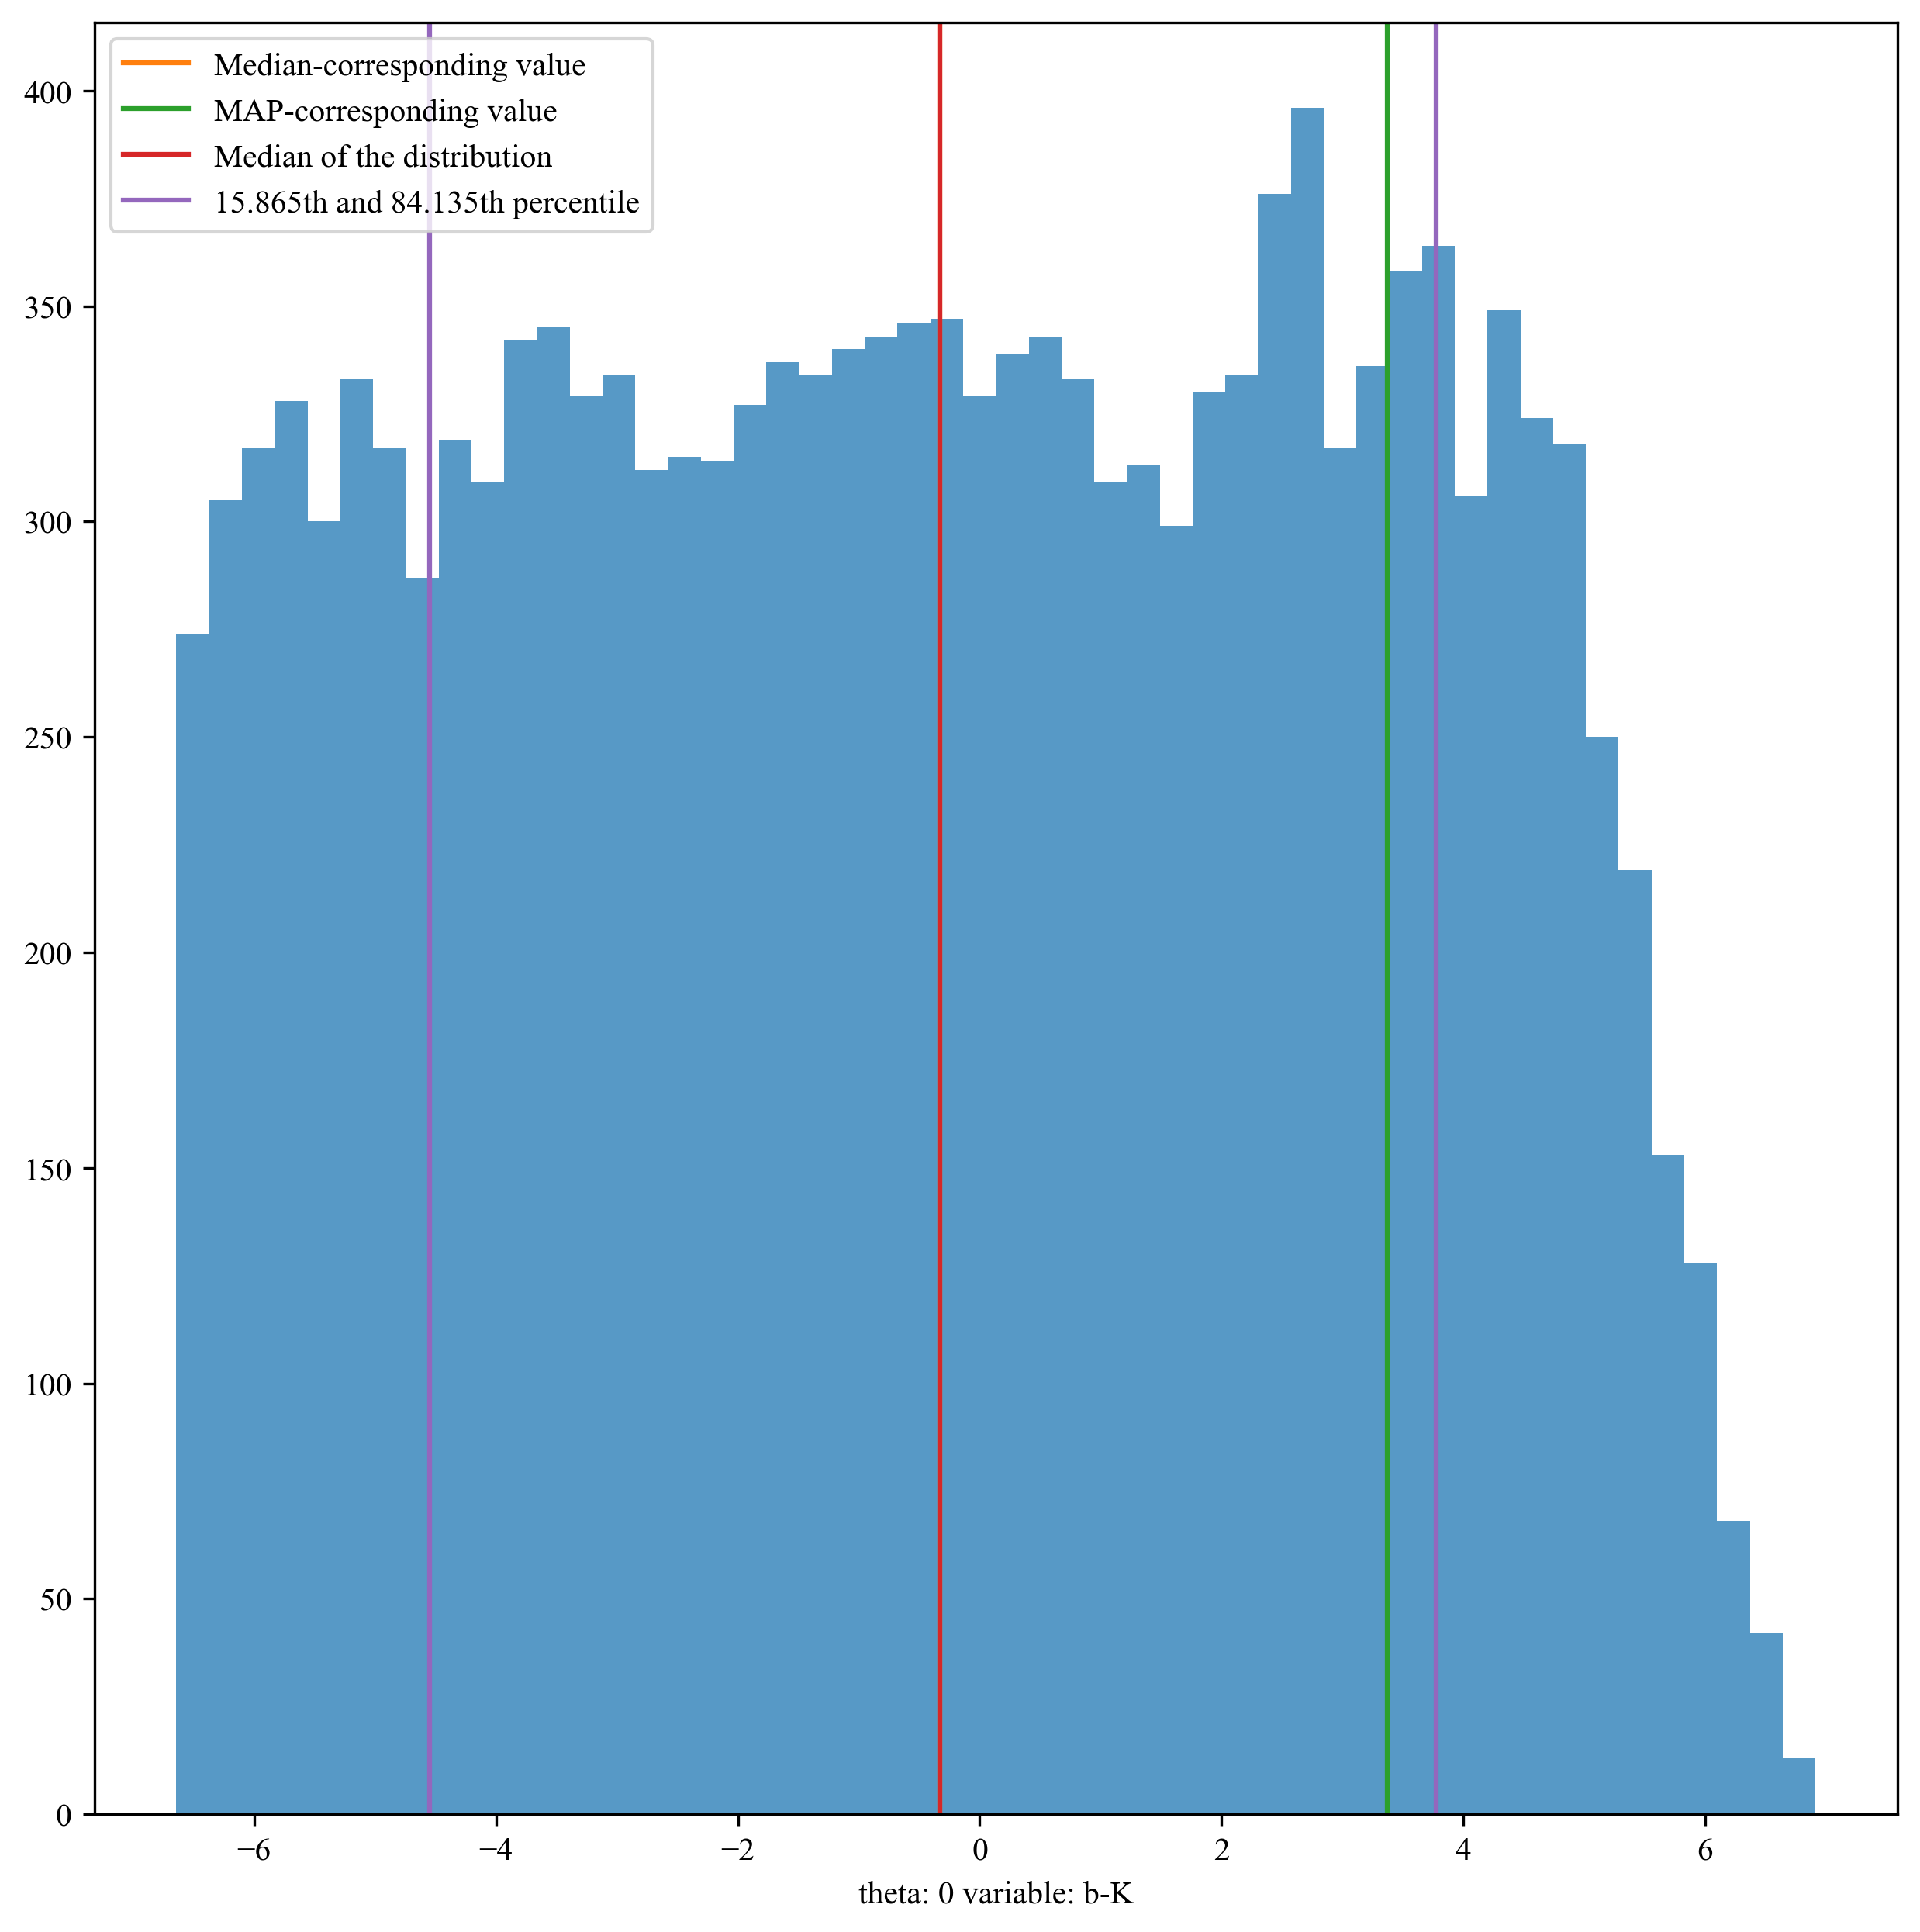 Median-corresponding value
MAP-corresponding value
Median of the distribution
15.865th and 84.135th percentile
400
350
300
250
200
150
100
50
0
−6 −4 −2 0 2 4 6
theta: 0 variable: b-K